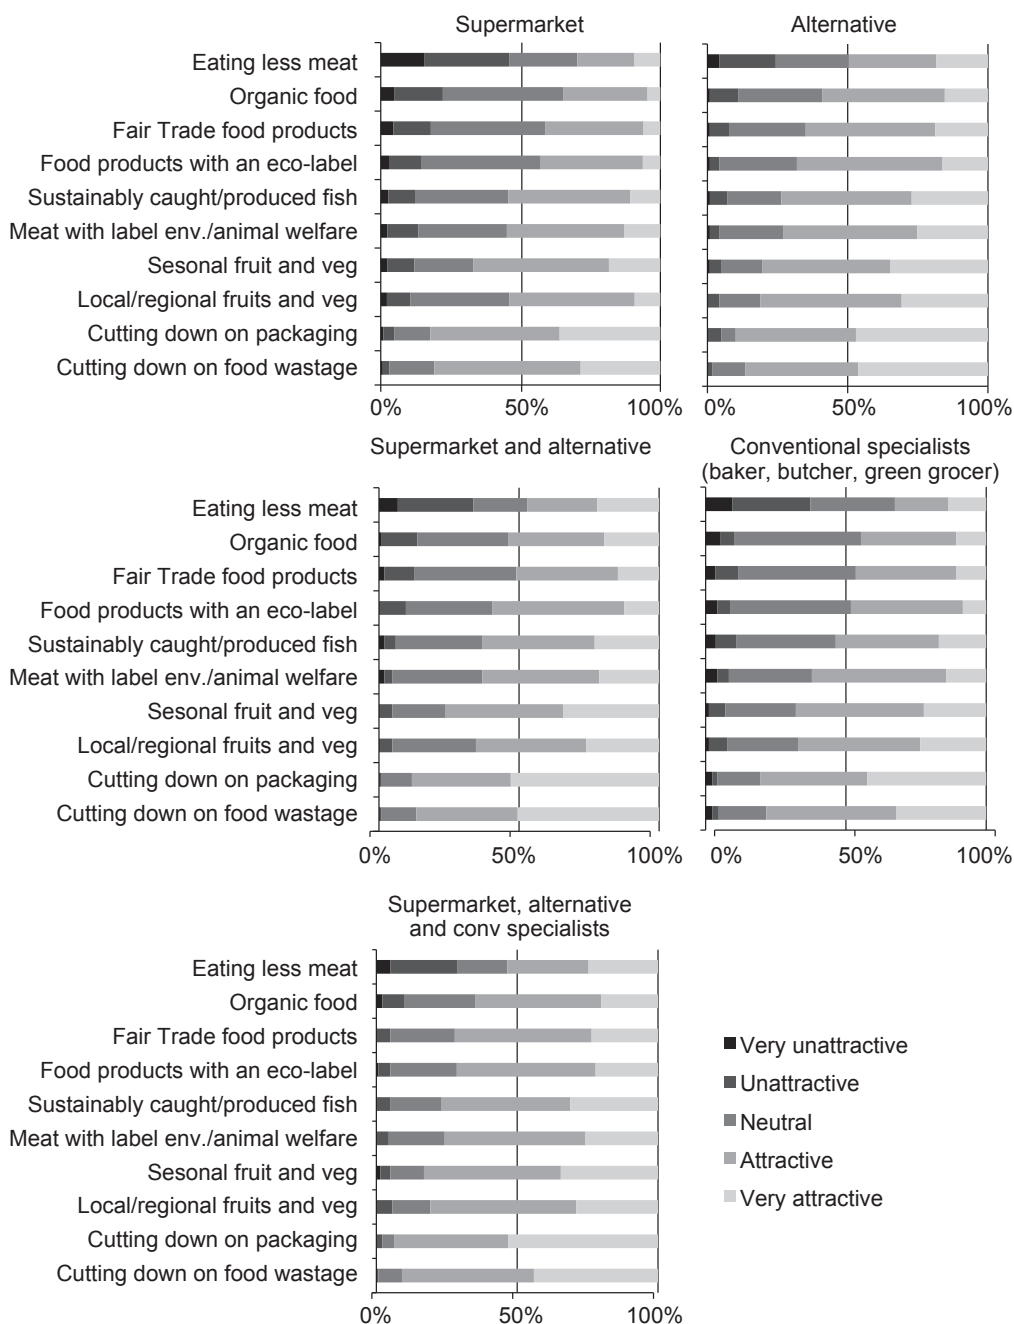 Supermarket
Alternative
Eating less meat
Organic food
Fair Trade food products
Food products with an eco-label
Sustainably caught/produced fish
Meat with label env./animal welfare
Sesonal fruit and veg
Local/regional fruits and veg
Cutting down on packaging
Cutting down on food wastage
0% 50% 100% 0% 50% 100%
Supermarket and alternative
Conventional specialists
(baker, butcher, green grocer)
Eating less meat
Organic food
Fair Trade food products
Food products with an eco-label
Sustainably caught/produced fish
Meat with label env./animal welfare
Sesonal fruit and veg
Local/regional fruits and veg
Cutting down on packaging
Cutting down on food wastage
0% 50% 100% 0% 50% 100%
Supermarket, alternative
and conv specialists
Eating less meat
Organic food
Fair Trade food products
Food products with an eco-label
Sustainably caught/produced fish
Meat with label env./animal welfare
Sesonal fruit and veg
Local/regional fruits and veg
Cutting down on packaging
Cutting down on food wastage
0% 50% 100%
Very unattractive
Unattractive
Neutral
Attractive
Very attractive